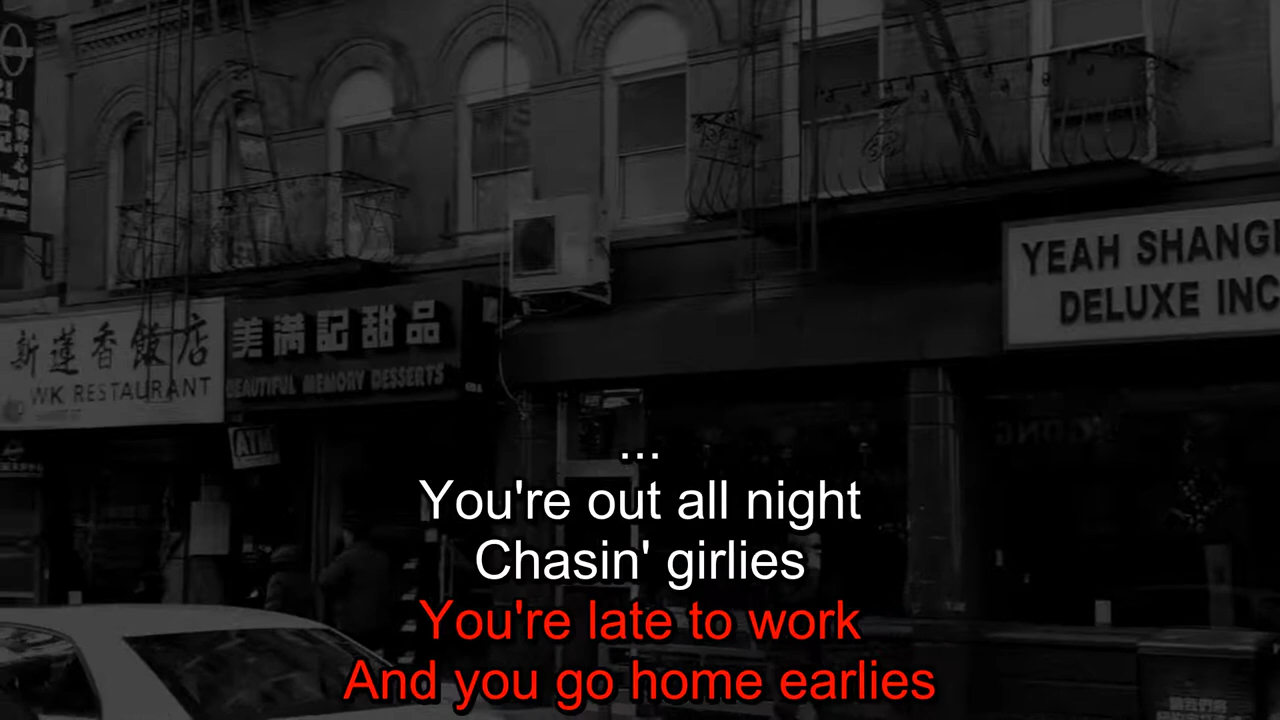 YEAH SHANG
DELUXE INC
新蓮香飯店
WK RESTAURANT
美滿記甜品
BEAUTIFUL MEMORY DESSERTS
ATM
...
You're out all night
Chasin' girlies
You're late to work
And you go home earlies